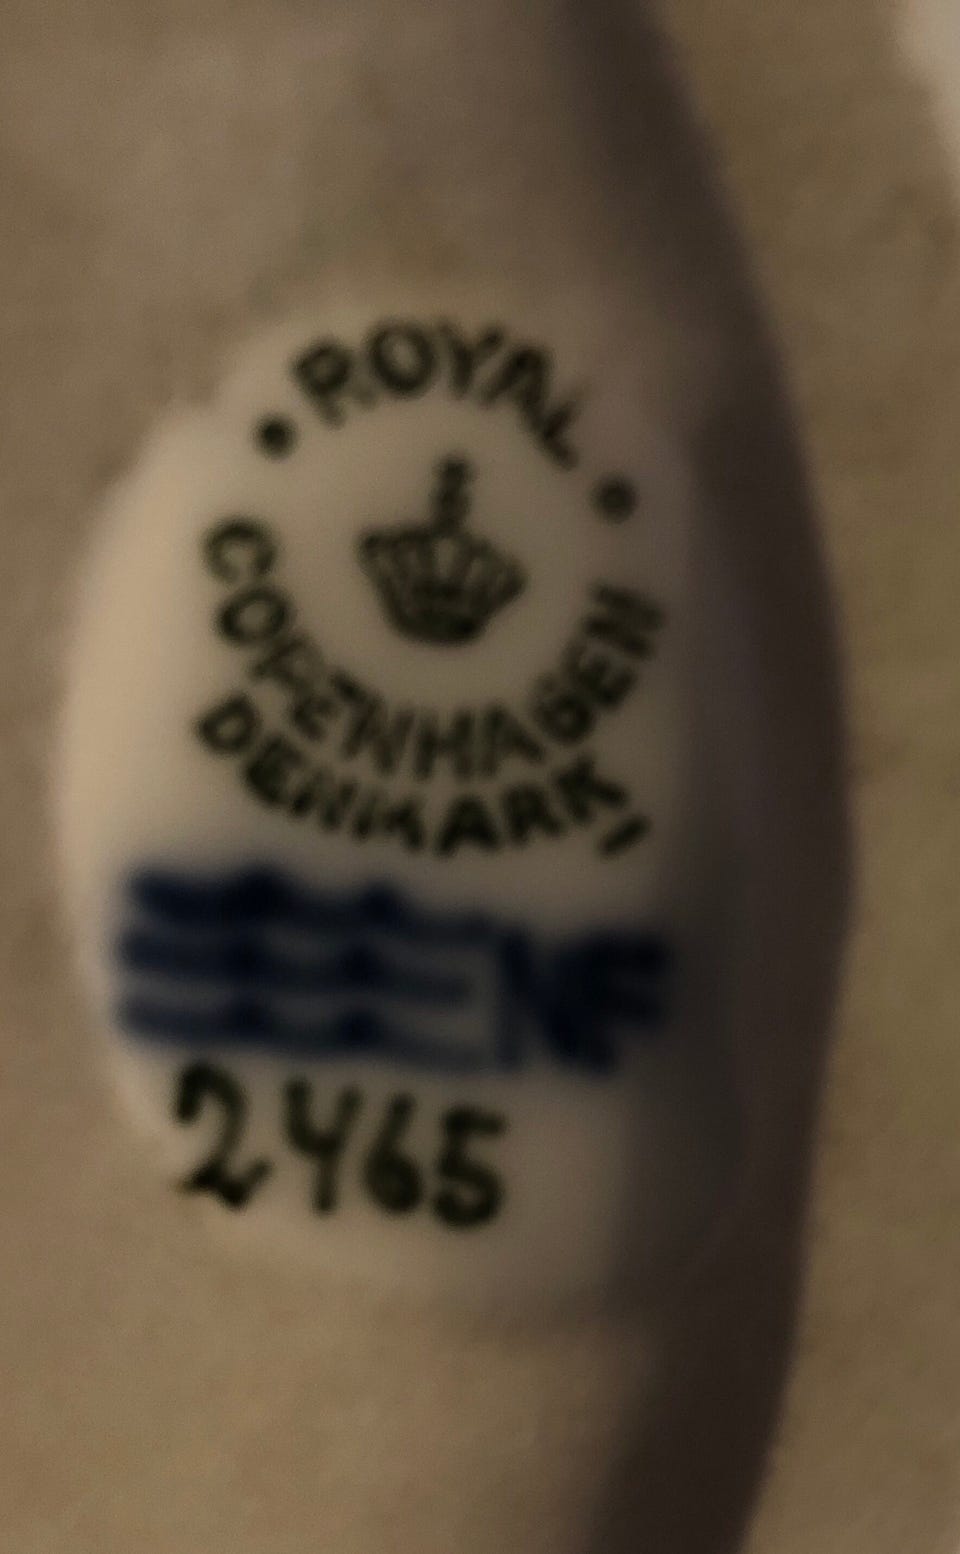 • ROYAL •
COPENHAGEN
DENMARK
2465